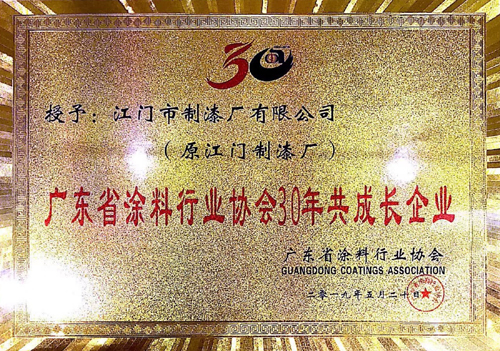 30
授予：江门市制漆厂有限公司
（原江门制漆厂）
广东省涂料行业协会30年共成长企业
广东省涂料行业协会
GUANGDONG COATINGS ASSOCIATION
二〇一九年五月二十日